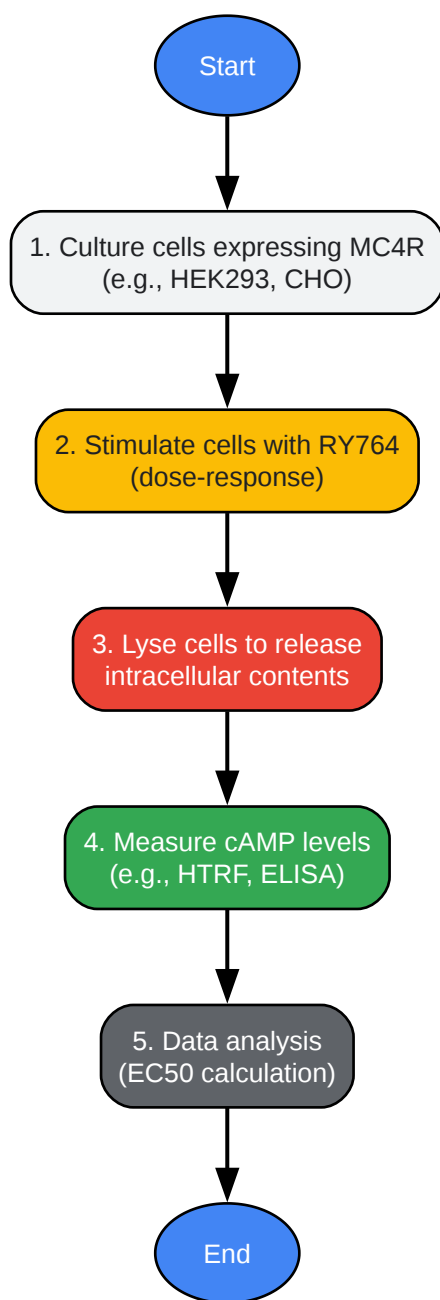 Start
1. Culture cells expressing MC4R
(e.g., HEK293, CHO)
2. Stimulate cells with RY764
(dose-response)
3. Lyse cells to release
intracellular contents
4. Measure cAMP levels
(e.g., HTRF, ELISA)
5. Data analysis
(EC50 calculation)
End